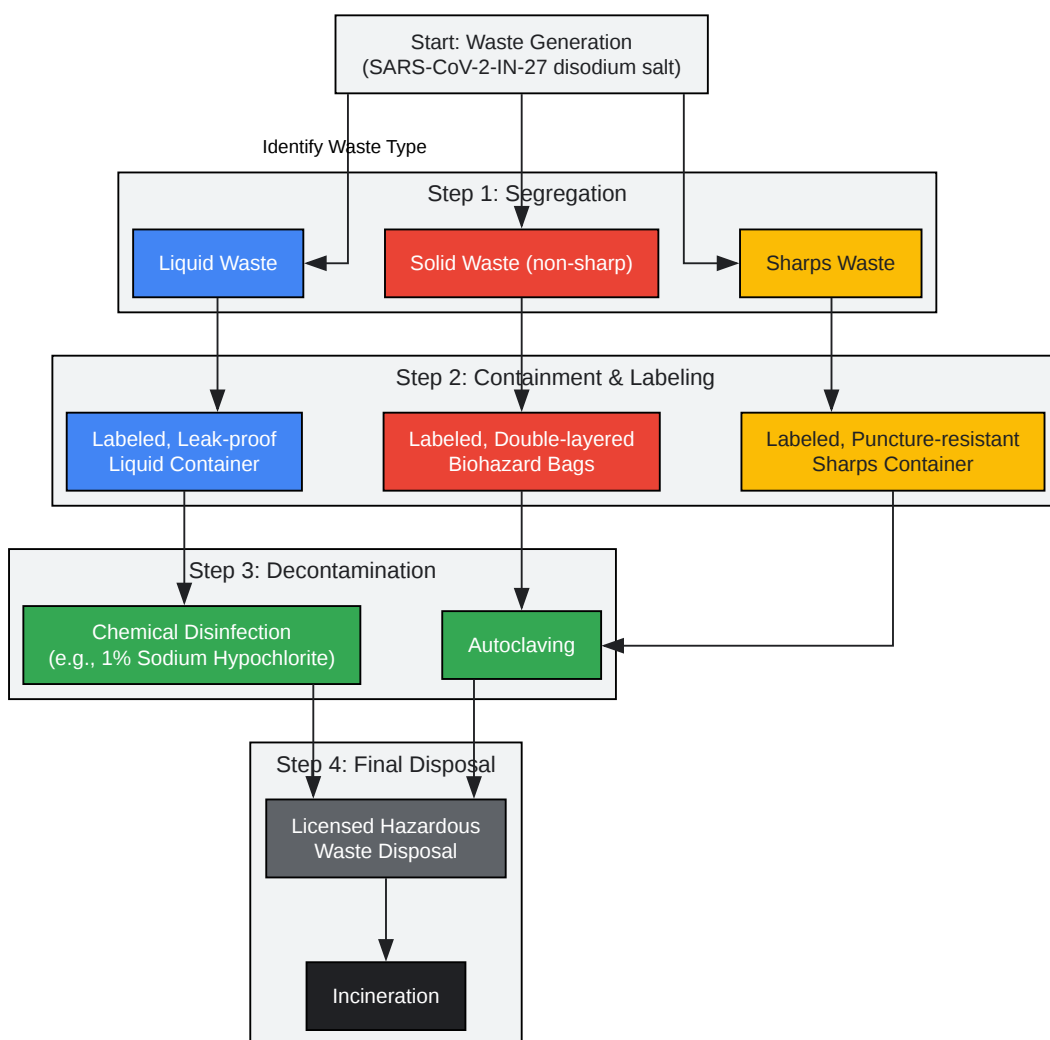 Start: Waste Generation
(SARS-CoV-2-IN-27 disodium salt)
Identify Waste Type
Step 1: Segregation
Liquid Waste
Solid Waste (non-sharp)
Sharps Waste
Step 2: Containment & Labeling
Labeled, Leak-proof
Liquid Container
Labeled, Double-layered
Biohazard Bags
Labeled, Puncture-resistant
Sharps Container
Step 3: Decontamination
Chemical Disinfection
(e.g., 1% Sodium Hypochlorite)
Autoclaving
Step 4: Final Disposal
Licensed Hazardous
Waste Disposal
Incineration